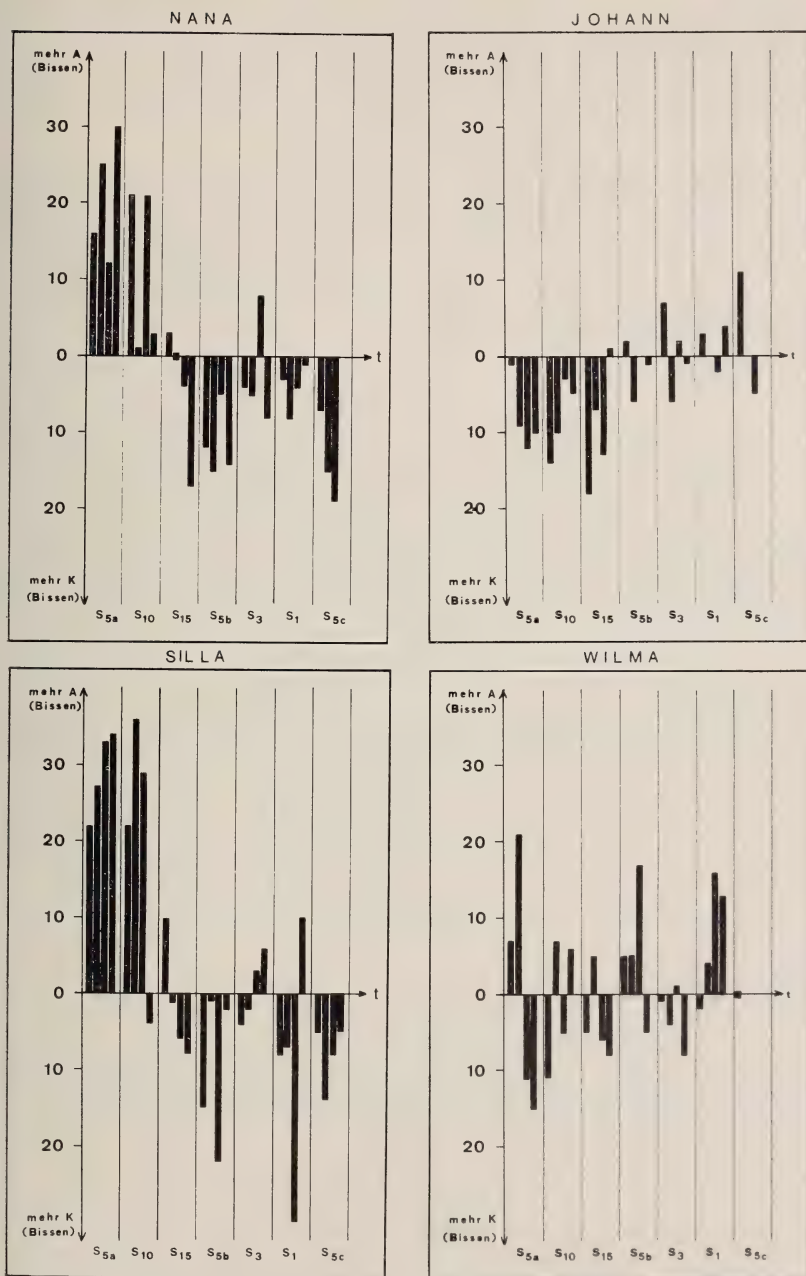 NANA
mehr A
(Bissen)
30
20
10
0
t
10
20
mehr K
(Bissen)
S5a S10 S15 S5b S3 S1 S5c
JOHANN
mehr A
(Bissen)
30
20
10
0
t
10
20
mehr K
(Bissen)
S5a S10 S15 S5b S3 S1 S5c
SILLA
mehr A
(Bissen)
30
20
10
0
t
10
20
mehr K
(Bissen)
S5a S10 S15 S5b S3 S1 S5c
WILMA
mehr A
(Bissen)
30
20
10
0
t
10
20
mehr K
(Bissen)
S5a S10 S15 S5b S3 S1 S5c